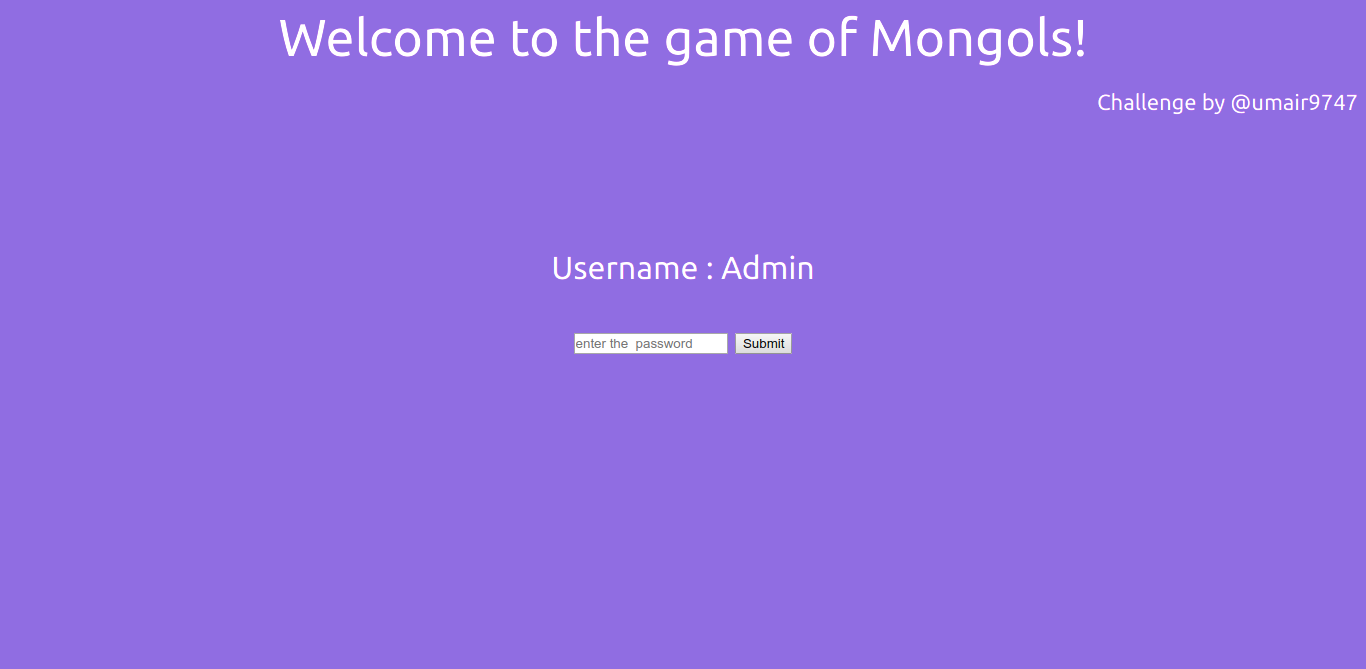 Welcome to the game of Mongols!
Challenge by @umair9747
Username : Admin
enter the  password Submit